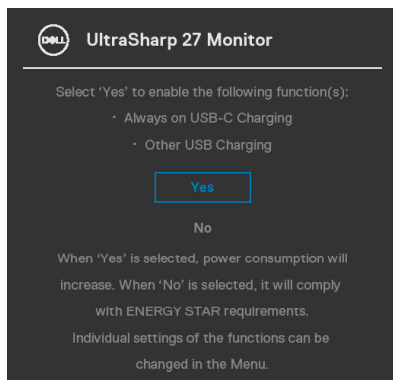 DELL UltraSharp 27 Monitor
Select ‘Yes’ to enable the following function(s):
· Always on USB-C Charging
· Other USB Charging
Yes
No
When ‘Yes’ is selected, power consumption will
increase. When ‘No’ is selected, it will comply
with ENERGY STAR requirements.
Individual settings of the functions can be
changed in the Menu.